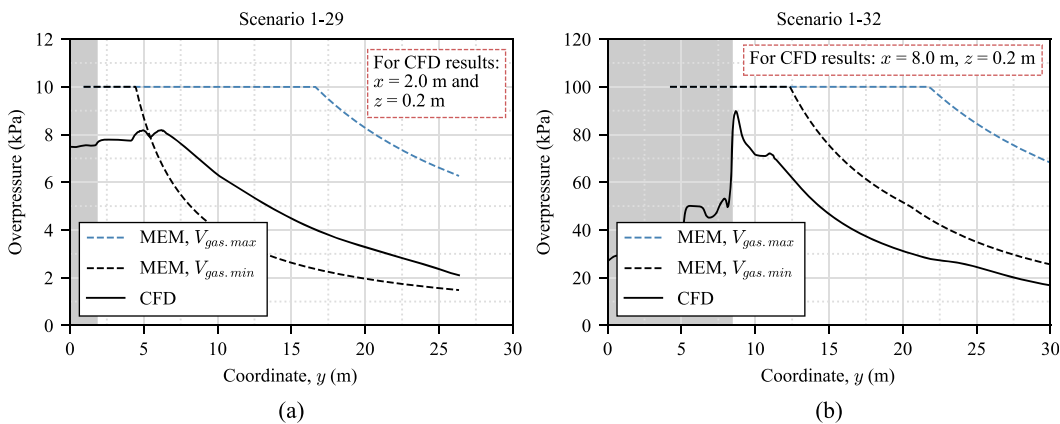 Scenario 1-29
12
10
8
6
4
2
0
Overpressure (kPa)
For CFD results:
x = 2.0 m and
z = 0.2 m
MEM, V_gas.max
MEM, V_gas.min
CFD
0 5 10 15 20 25 30
Coordinate, y (m)
(a)
Scenario 1-32
120
100
80
60
40
20
0
Overpressure (kPa)
For CFD results: x = 8.0 m, z = 0.2 m
MEM, V_gas.max
MEM, V_gas.min
CFD
0 5 10 15 20 25 30
Coordinate, y (m)
(b)